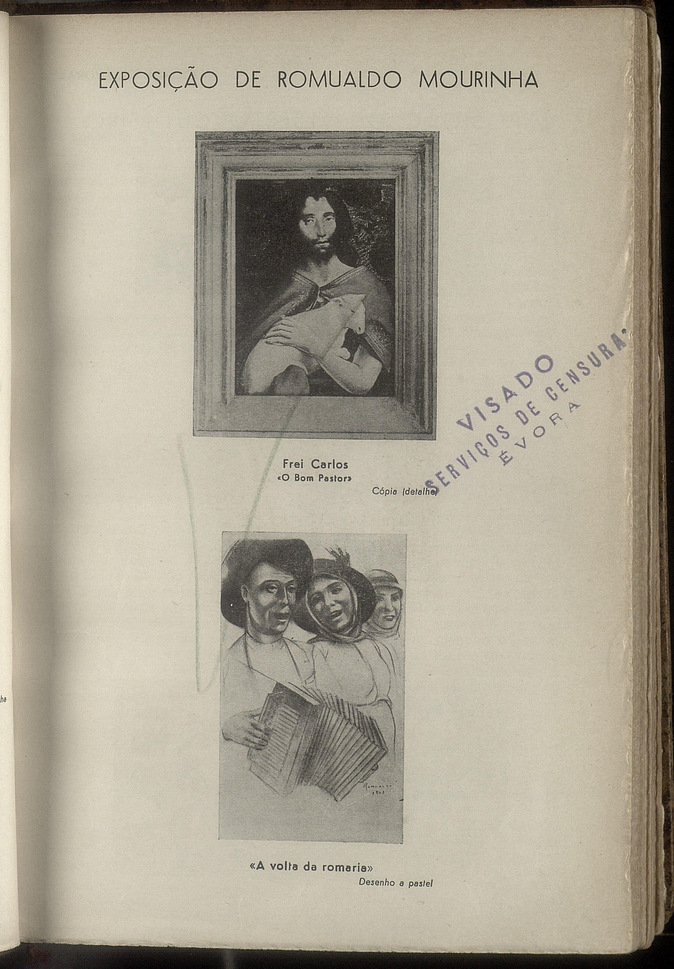 EXPOSIÇÃO DE ROMUALDO MOURINHA
Frei Carlos
«O Bom Pastor»
Cópia (detalhe)
VISADO
SERVIÇOS DE CENSURA
ÉVORA
«A volta da romaria»
Desenho a pastel